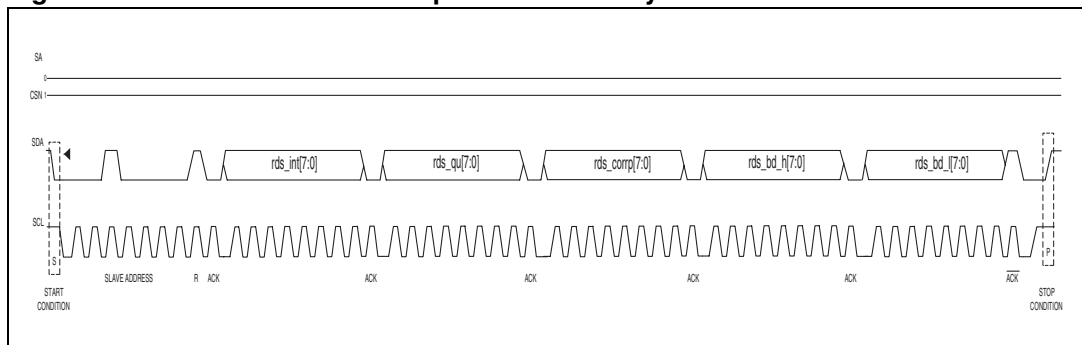 SA
0
CSN 1
SDA
rds_int[7:0] rds_qu[7:0] rds_corrp[7:0] rds_bd_h[7:0] rds_bd_l[7:0]
SCL
S P
SLAVE ADDRESS R ACK ACK ACK ACK ACK ACK
START CONDITION
STOP CONDITION